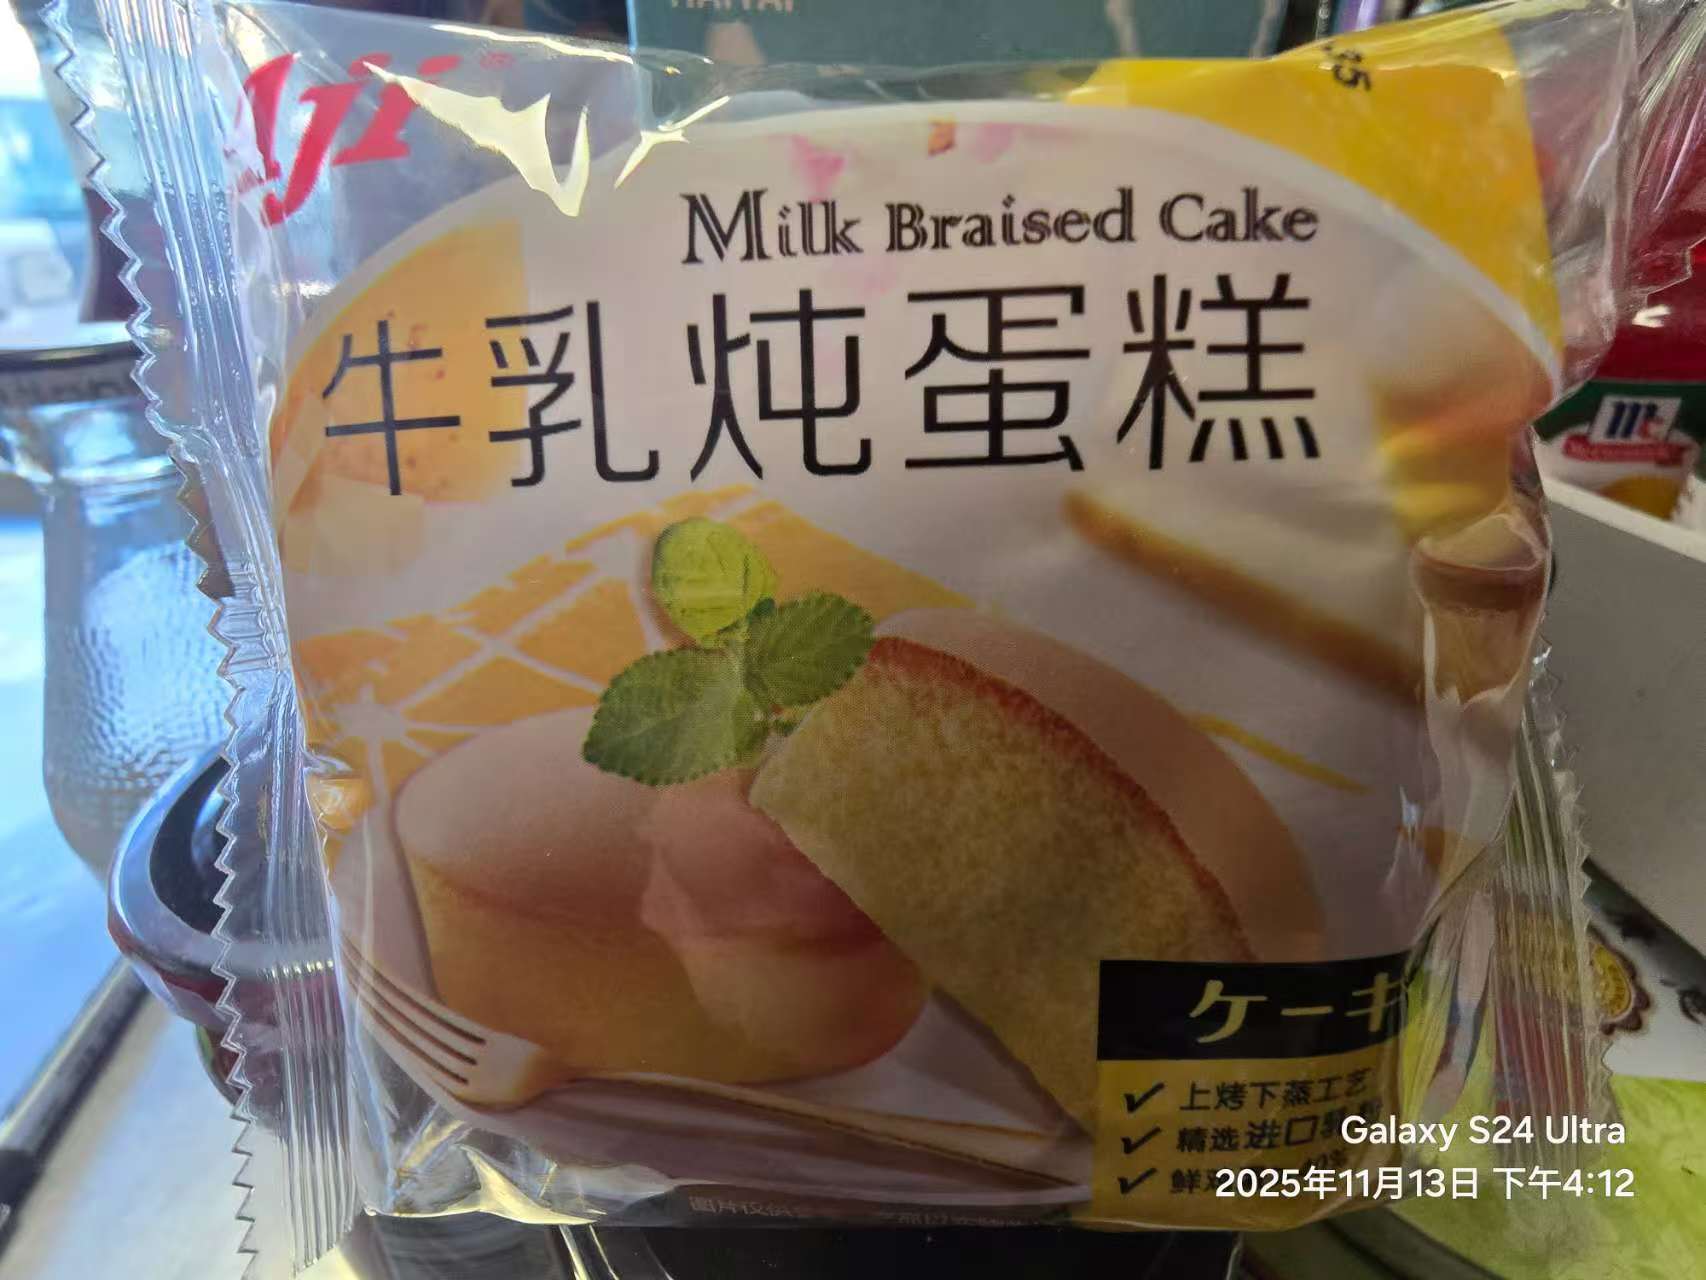 Milk Braised Cake
牛乳炖蛋糕
ケーキ
✓ 上烤下蒸工艺
✓ 精选进口
✓ 鲜
Galaxy S24 Ultra
2025年11月13日 下午4:12